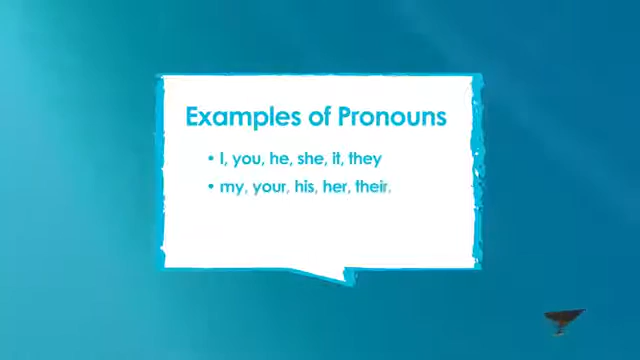 Examples of Pronouns
• I, you, he, she, it, they
• my, your, his, her, their.